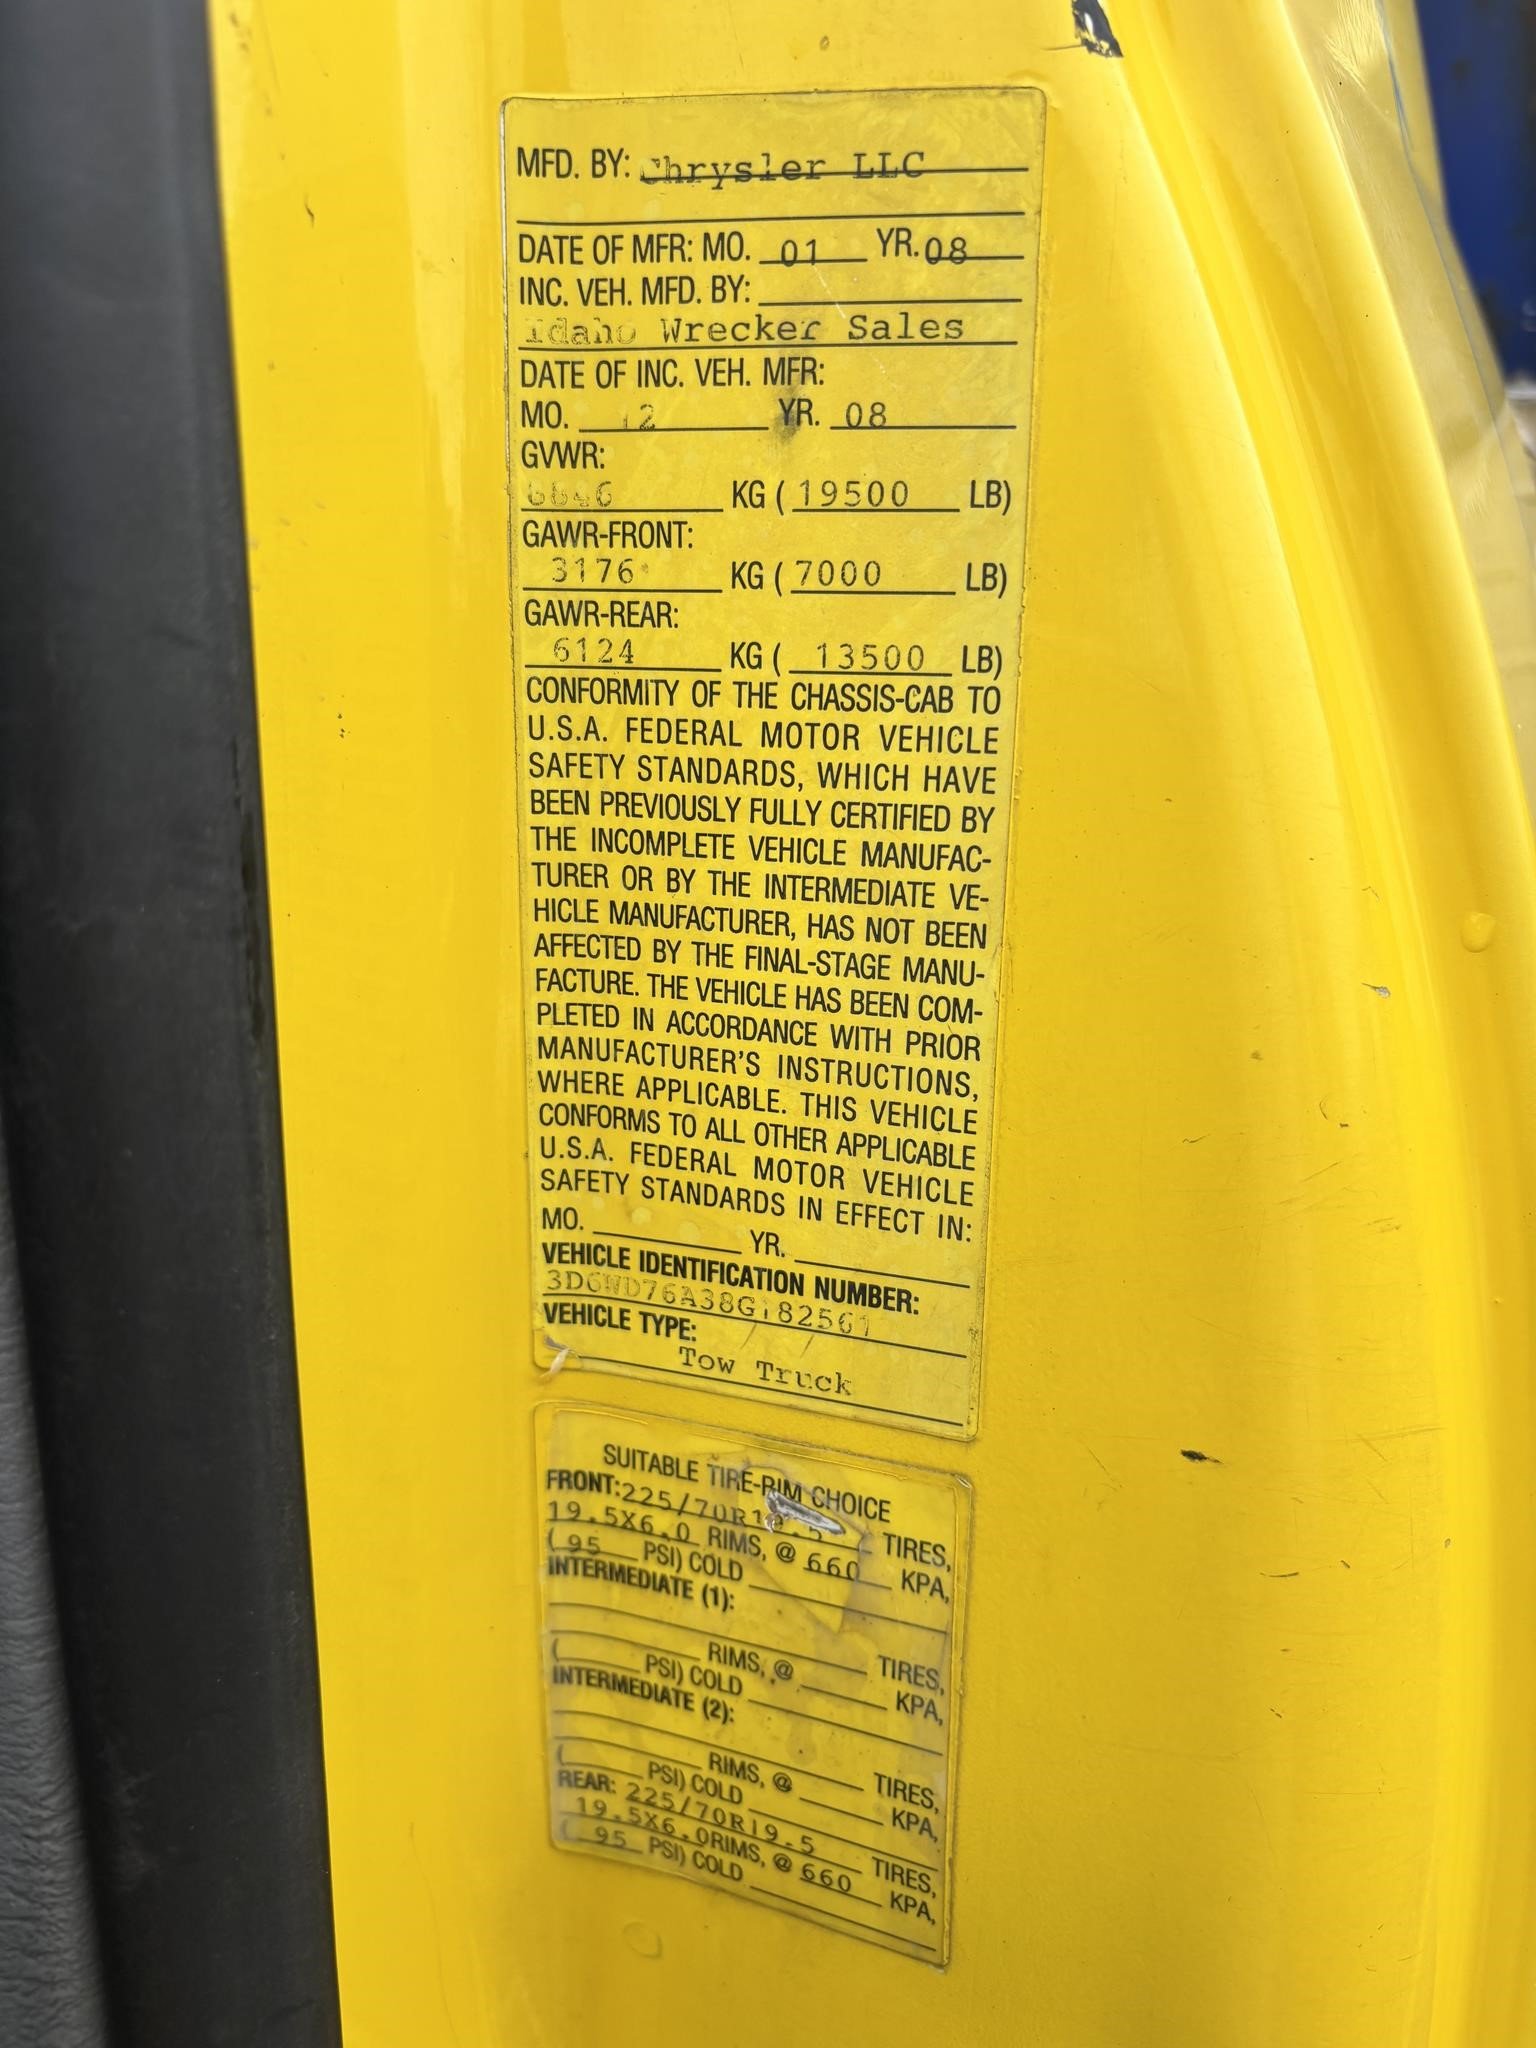 MFD. BY: Chrysler LLC
DATE OF MFR: MO. 01 YR. 08
INC. VEH. MFD. BY:
Idaho Wrecker Sales
DATE OF INC. VEH. MFR:
MO. 12 YR. 08
GVWR:
KG ( 19500 LB)
GAWR-FRONT:
3176 KG ( 7000 LB)
GAWR-REAR:
6124 KG ( 13500 LB)
CONFORMITY OF THE CHASSIS-CAB TO
U.S.A. FEDERAL MOTOR VEHICLE
SAFETY STANDARDS, WHICH HAVE
BEEN PREVIOUSLY FULLY CERTIFIED BY
THE INCOMPLETE VEHICLE MANUFAC-
TURER OR BY THE INTERMEDIATE VE-
HICLE MANUFACTURER, HAS NOT BEEN
AFFECTED BY THE FINAL-STAGE MANU-
FACTURE. THE VEHICLE HAS BEEN COM-
PLETED IN ACCORDANCE WITH PRIOR
MANUFACTURER'S INSTRUCTIONS,
WHERE APPLICABLE. THIS VEHICLE
CONFORMS TO ALL OTHER APPLICABLE
U.S.A. FEDERAL MOTOR VEHICLE
SAFETY STANDARDS IN EFFECT IN:
MO. YR.
VEHICLE IDENTIFICATION NUMBER:
3D6WD76A38G182561
VEHICLE TYPE:
Tow Truck
SUITABLE TIRE-RIM CHOICE
FRONT: 225/70R19.5 TIRES,
19.5X6.0 RIMS, @ 660 KPA,
( 95 PSI) COLD
INTERMEDIATE (1):
TIRES,
RIMS, @ KPA,
( PSI) COLD
INTERMEDIATE (2):
TIRES,
RIMS, @ KPA,
( PSI) COLD
REAR: 225/70R19.5 TIRES,
19.5X6.0 RIMS, @ 660 KPA,
( 95 PSI) COLD